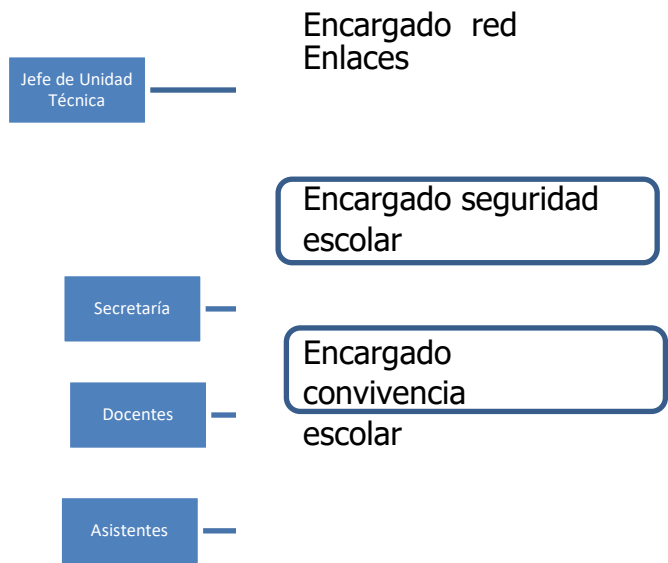 Encargado red
Enlaces
Jefe de Unidad
Técnica
Encargado seguridad
escolar
Secretaría
Encargado
convivencia
escolar
Docentes
Asistentes